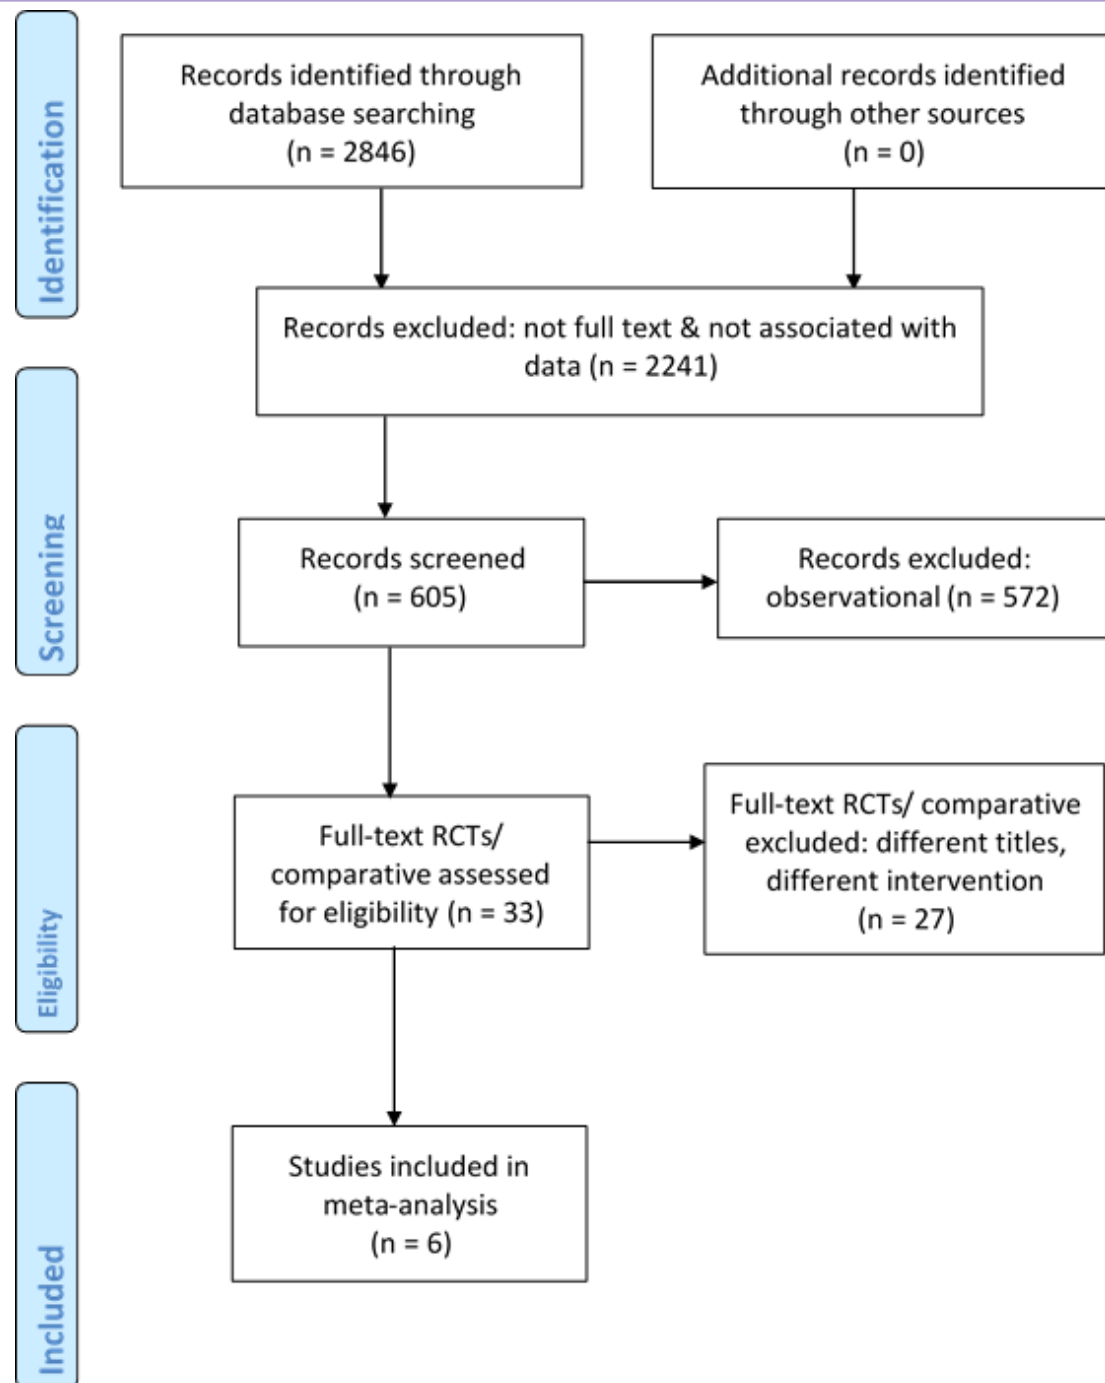 Identification
Records identified through
database searching
(n = 2846)
Additional records identified
through other sources
(n = 0)
Records excluded: not full text & not associated with
data (n = 2241)
Screening
Records screened
(n = 605)
Records excluded:
observational (n = 572)
Eligibility
Full-text RCTs/
comparative assessed
for eligibility (n = 33)
Full-text RCTs/ comparative
excluded: different titles,
different intervention
(n = 27)
Included
Studies included in
meta-analysis
(n = 6)